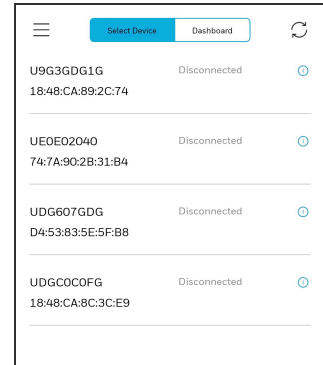 Select Device Dashboard
U9G3GDG1G Disconnected
18:48:CA:89:2C:74
UE0E02040 Disconnected
74:7A:90:2B:31:B4
UDG607GDG Disconnected
D4:53:83:5E:5F:B8
UDGC0C0FG Disconnected
18:48:CA:8C:3C:E9